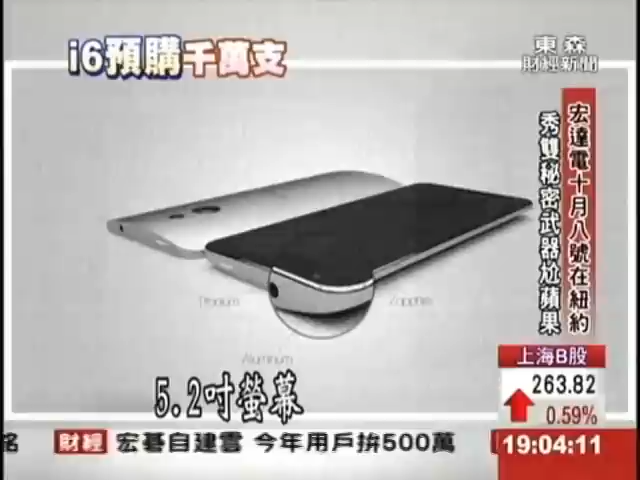 i6預購千萬支
東森
財經新聞
宏達電十月八號在紐約
秀雙秘密武器尬蘋果
Titanium
Zapphire
Aluminum
5.2吋螢幕
上海B股
263.82
0.59%
名
財經 宏碁自建雲 今年用戶拚500萬
19:04:11